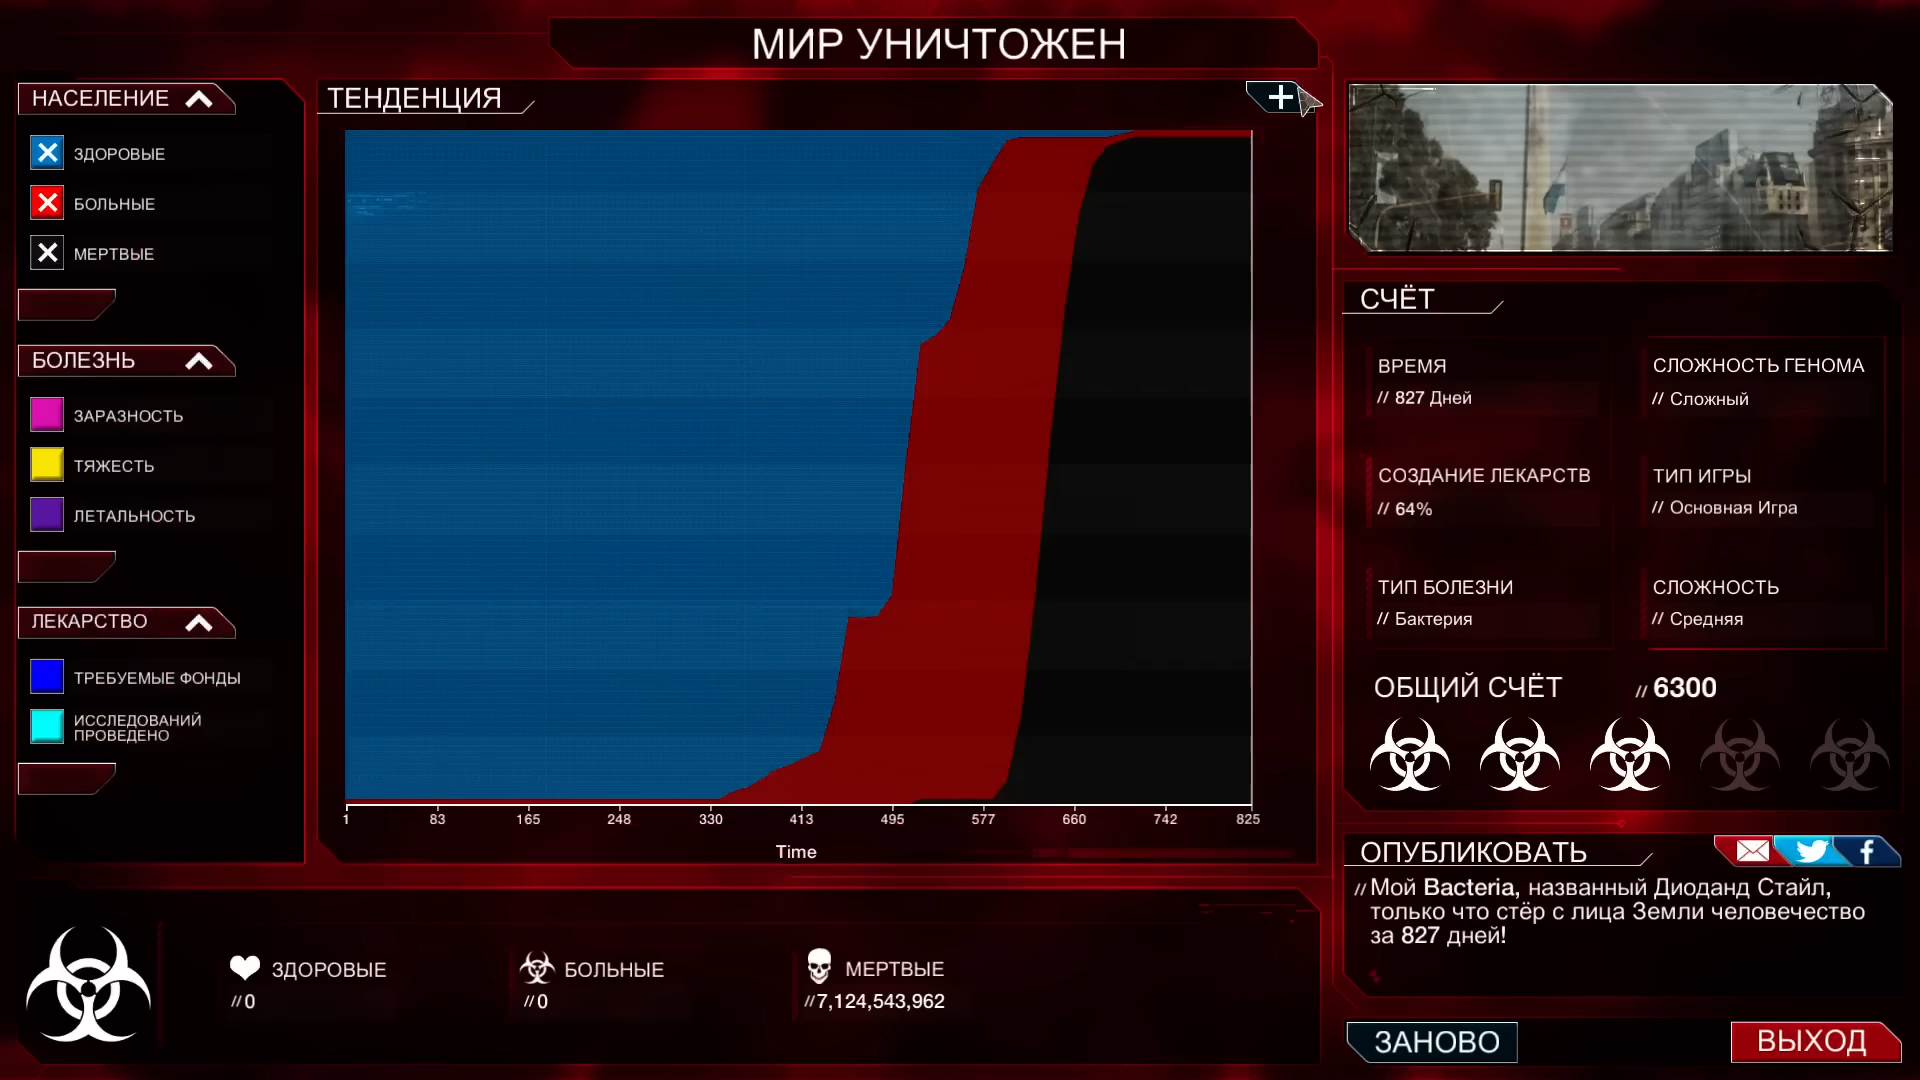 МИР УНИЧТОЖЕН
НАСЕЛЕНИЕ
ЗДОРОВЫЕ
БОЛЬНЫЕ
МЕРТВЫЕ
БОЛЕЗНЬ
ЗАРАЗНОСТЬ
ТЯЖЕСТЬ
ЛЕТАЛЬНОСТЬ
ЛЕКАРСТВО
ТРЕБУЕМЫЕ ФОНДЫ
ИССЛЕДОВАНИЙ
ПРОВЕДЕНО
ТЕНДЕНЦИЯ
1 83 165 248 330 413 495 577 660 742 825
Time
СЧЁТ
ВРЕМЯ
// 827 Дней
СЛОЖНОСТЬ ГЕНОМА
// Сложный
СОЗДАНИЕ ЛЕКАРСТВ
// 64%
ТИП ИГРЫ
// Основная Игра
ТИП БОЛЕЗНИ
// Бактерия
СЛОЖНОСТЬ
// Средняя
ОБЩИЙ СЧЁТ // 6300
ОПУБЛИКОВАТЬ
// Мой Bacteria, названный Диоданд Стайл,
только что стёр с лица Земли человечество
за 827 дней!
ЗДОРОВЫЕ
//0
БОЛЬНЫЕ
//0
МЕРТВЫЕ
//7,124,543,962
ЗАНОВО
ВЫХОД